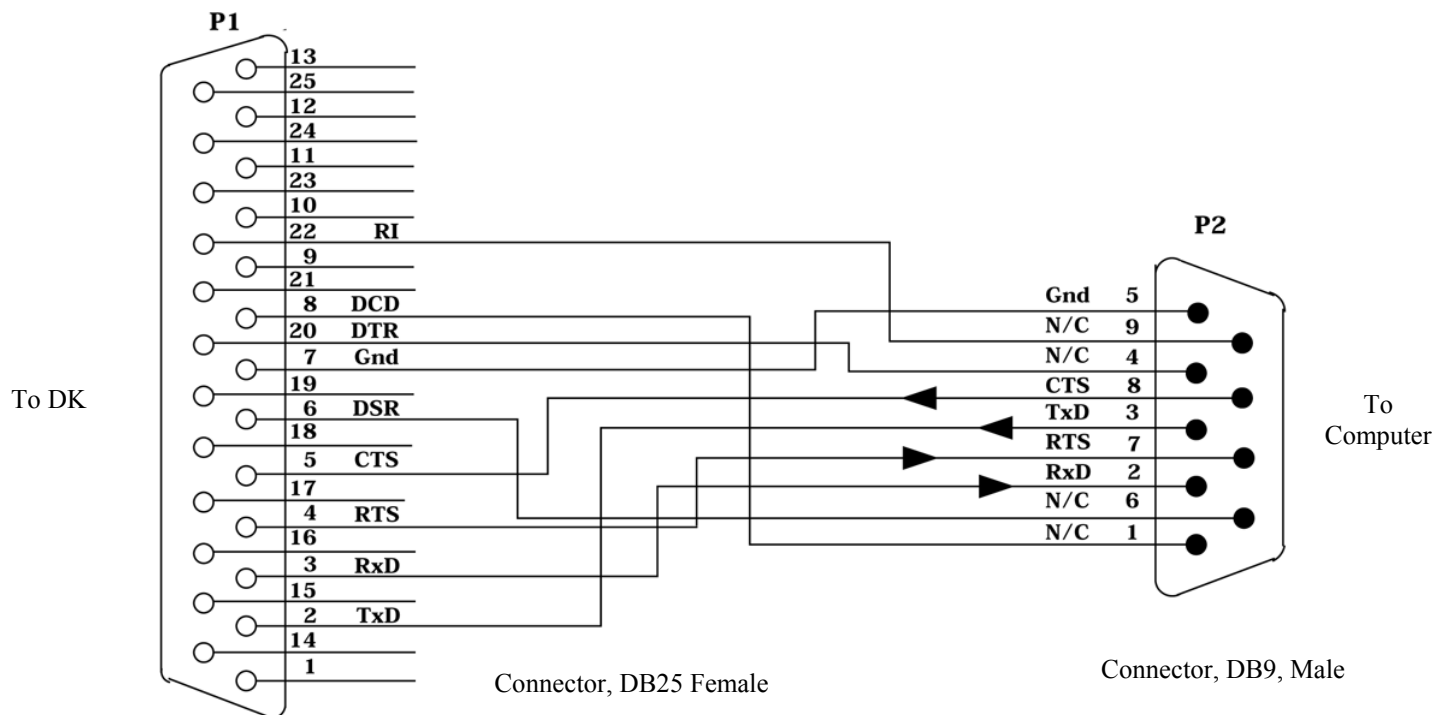 P1
13
25
12
24
11
23
10
22 RI
9
21
8 DCD
20 DTR
7 Gnd
19
6 DSR
18
5 CTS
17
4 RTS
16
3 RxD
15
2 TxD
14
1
To DK
Connector, DB25 Female
P2
Gnd 5
N/C 9
N/C 4
CTS 8
TxD 3
RTS 7
RxD 2
N/C 6
N/C 1
To
Computer
Connector, DB9, Male